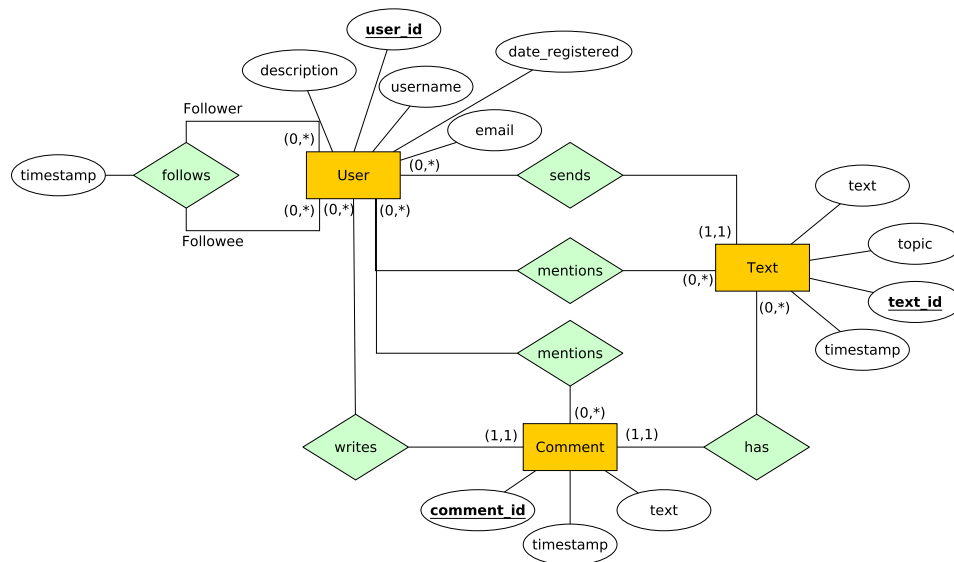 user_id
date_registered
description
username
Follower
email
(0,*)
(0,*)
timestamp
follows
User
sends
text
(0,*)
(0,*)
(0,*)
Followee
(1,1)
topic
mentions
Text
(0,*)
(0,*)
text_id
mentions
timestamp
(0,*)
writes
(1,1)
Comment
(1,1)
has
comment_id
text
timestamp